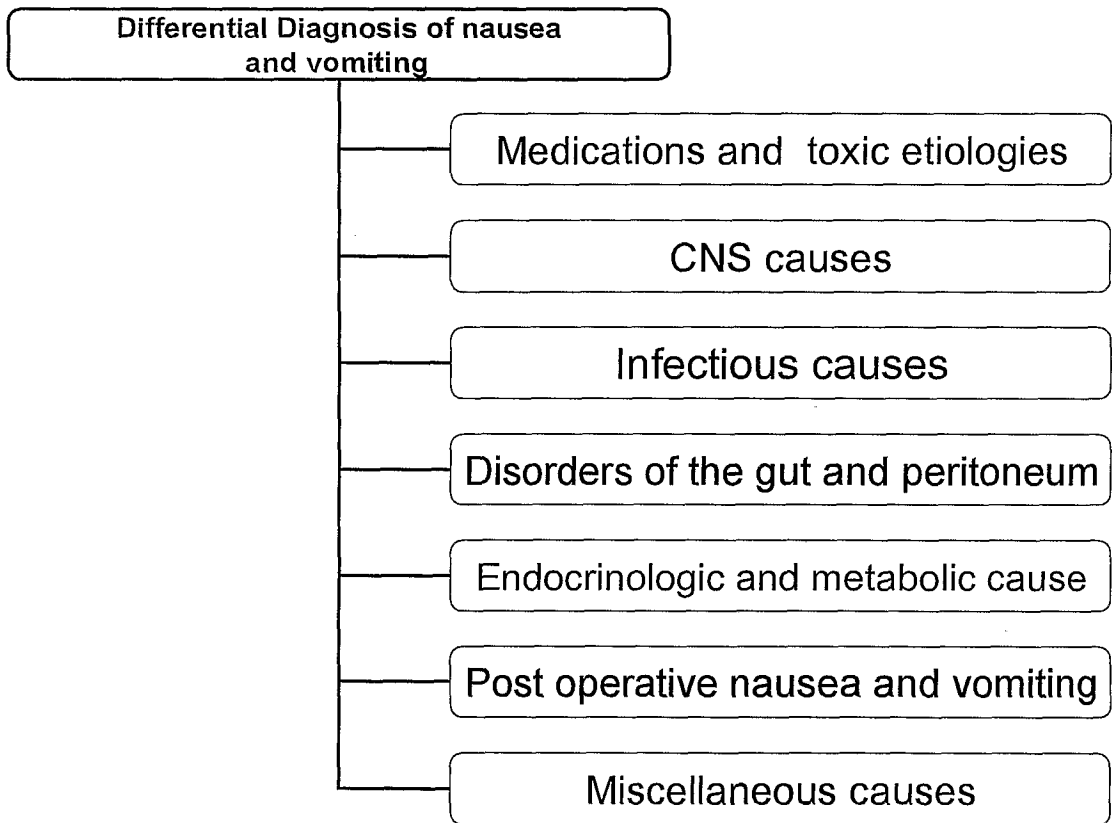 Differential Diagnosis of nausea
and vomiting
Medications and toxic etiologies
CNS causes
Infectious causes
Disorders of the gut and peritoneum
Endocrinologic and metabolic cause
Post operative nausea and vomiting
Miscellaneous causes